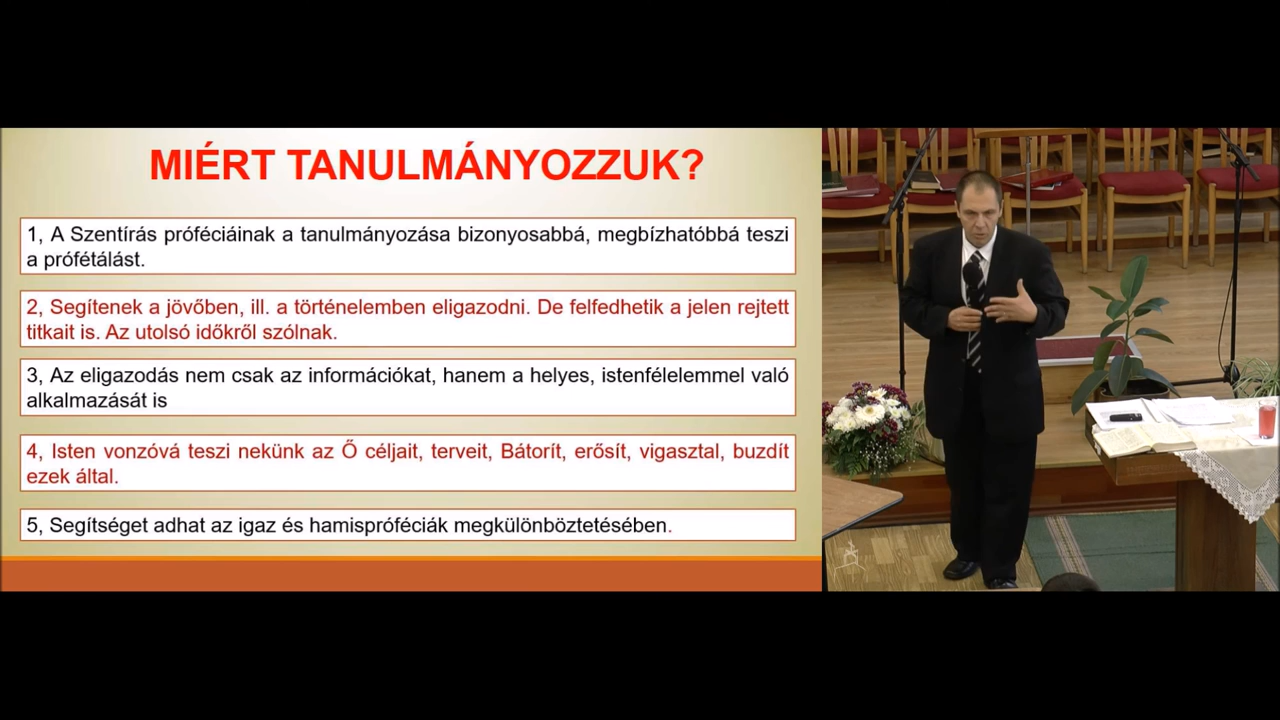 MIÉRT TANULMÁNYOZZUK?
1, A Szentírás próféciáinak a tanulmányozása bizonyosabbá, megbízhatóbbá teszi
a prófétálást.
2, Segítenek a jövőben, ill. a történelemben eligazodni. De felfedhetik a jelen rejtett
titkait is. Az utolsó időkről szólnak.
3, Az eligazodás nem csak az információkat, hanem a helyes, istenfélelemmel való
alkalmazását is
4, Isten vonzóvá teszi nekünk az Ő céljait, terveit, Bátorít, erősít, vigasztal, buzdít
ezek által.
5, Segítséget adhat az igaz és hamispróféciák megkülönböztetésében.